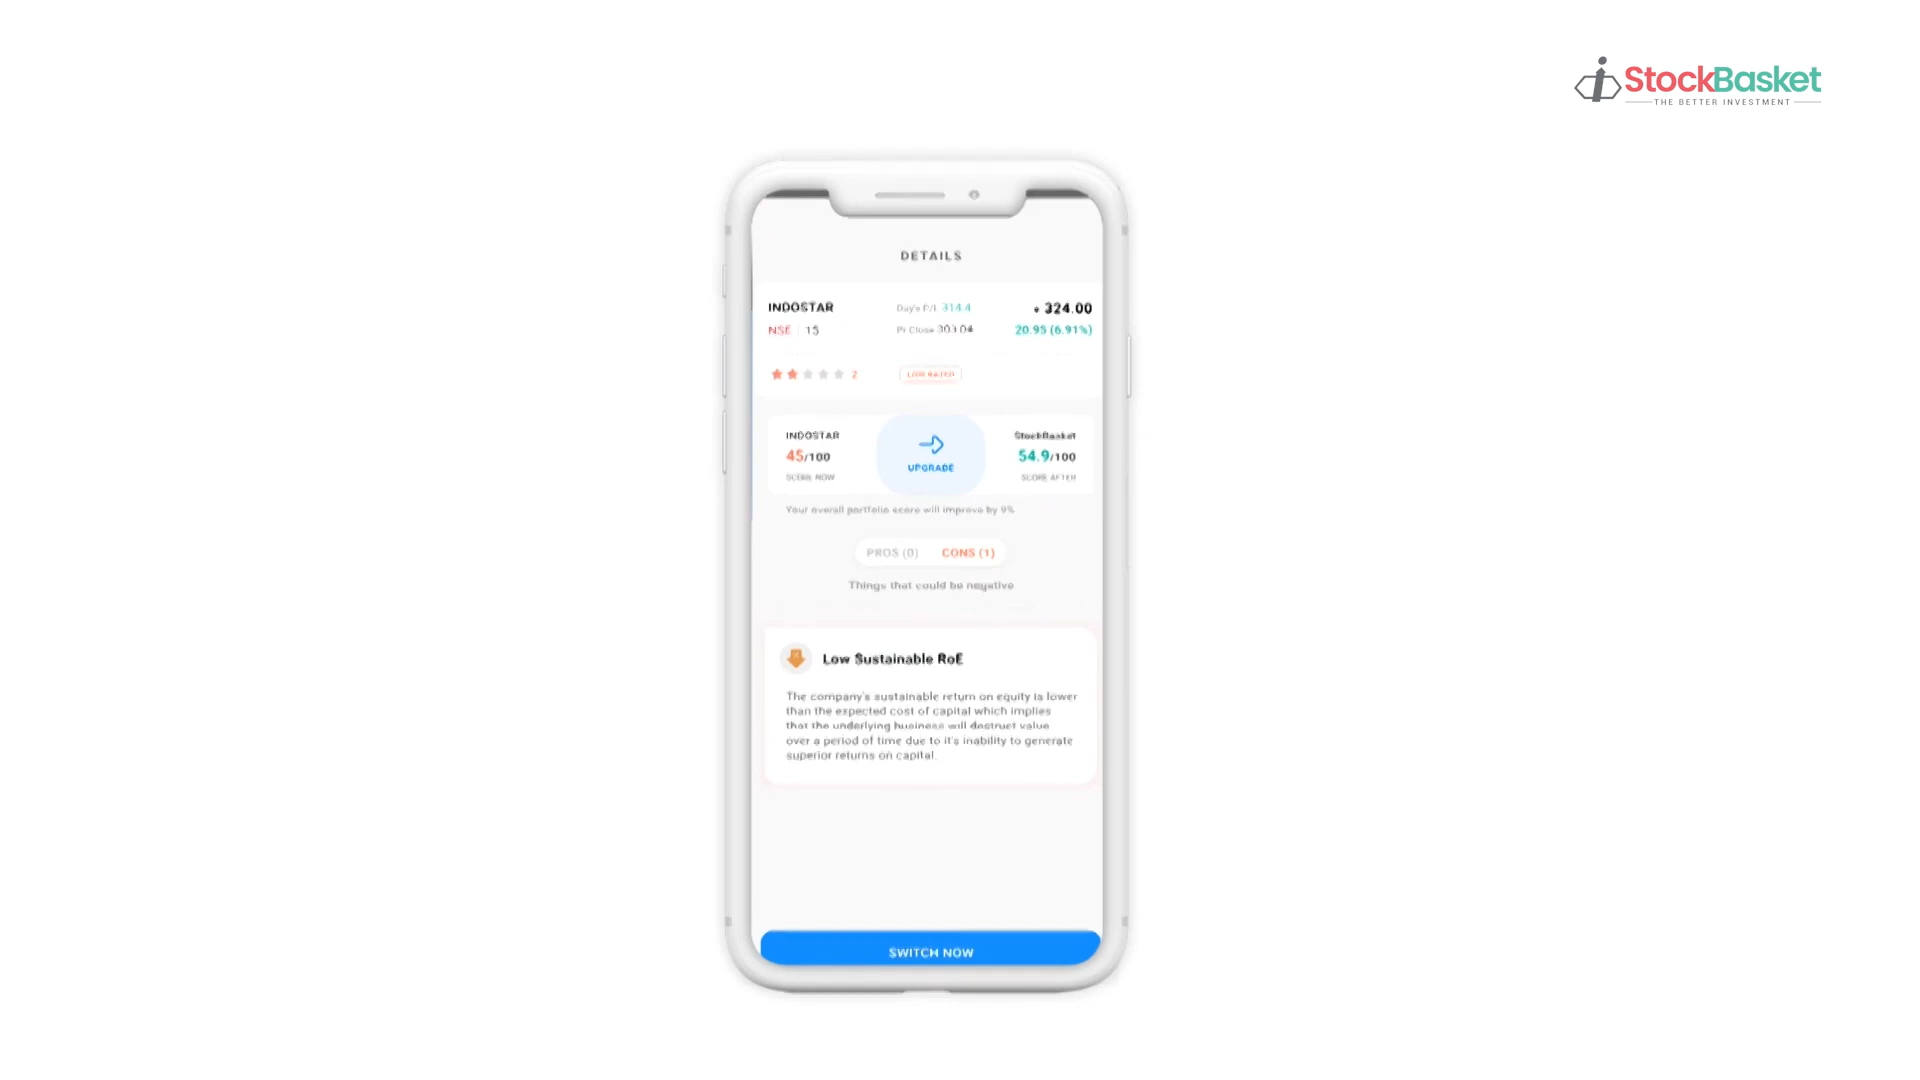 StockBasket
THE BETTER INVESTMENT
DETAILS
INDOSTAR
Day's P/L 314.4
324.00
NSE 15
Pr Close 303.04
20.95 (6.91%)
2
LOW RATED
INDOSTAR
45/100
SCORE NOW
UPGRADE
StockBasket
54.9/100
SCORE AFTER
Your overall portfolio score will improve by 9%
PROS (0) CONS (1)
Things that could be negative
Low Sustainable RoE
The company's sustainable return on equity is lower
than the expected cost of capital which implies
that the underlying business will destruct value
over a period of time due to it's inability to generate
superior returns on capital.
SWITCH NOW